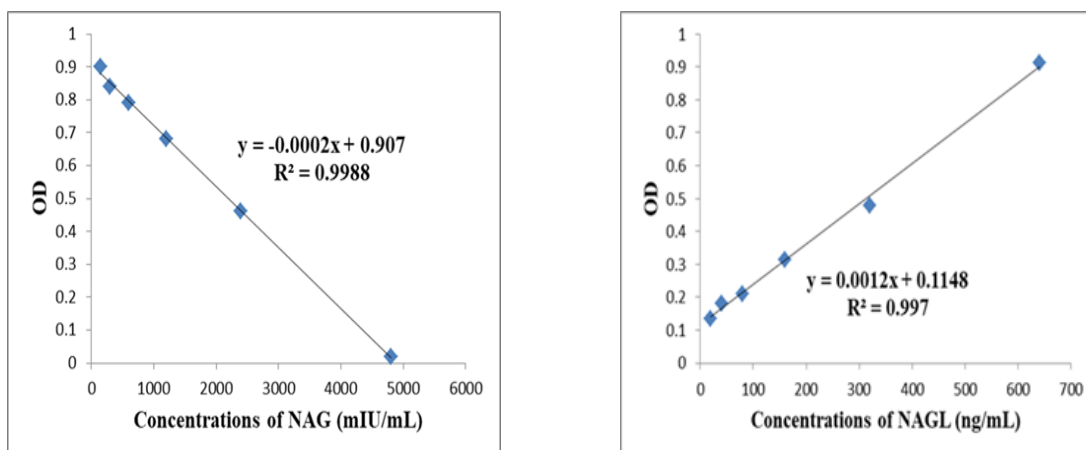 1
0.9
0.8
0.7
0.6
0.5
0.4
0.3
0.2
0.1
0
OD
y = -0.0002x + 0.907
R² = 0.9988
0 1000 2000 3000 4000 5000 6000
Concentrations of NAG (mIU/mL)
1
0.9
0.8
0.7
0.6
0.5
0.4
0.3
0.2
0.1
0
OD
y = 0.0012x + 0.1148
R² = 0.997
0 100 200 300 400 500 600 700
Concentrations of NAGL (ng/mL)